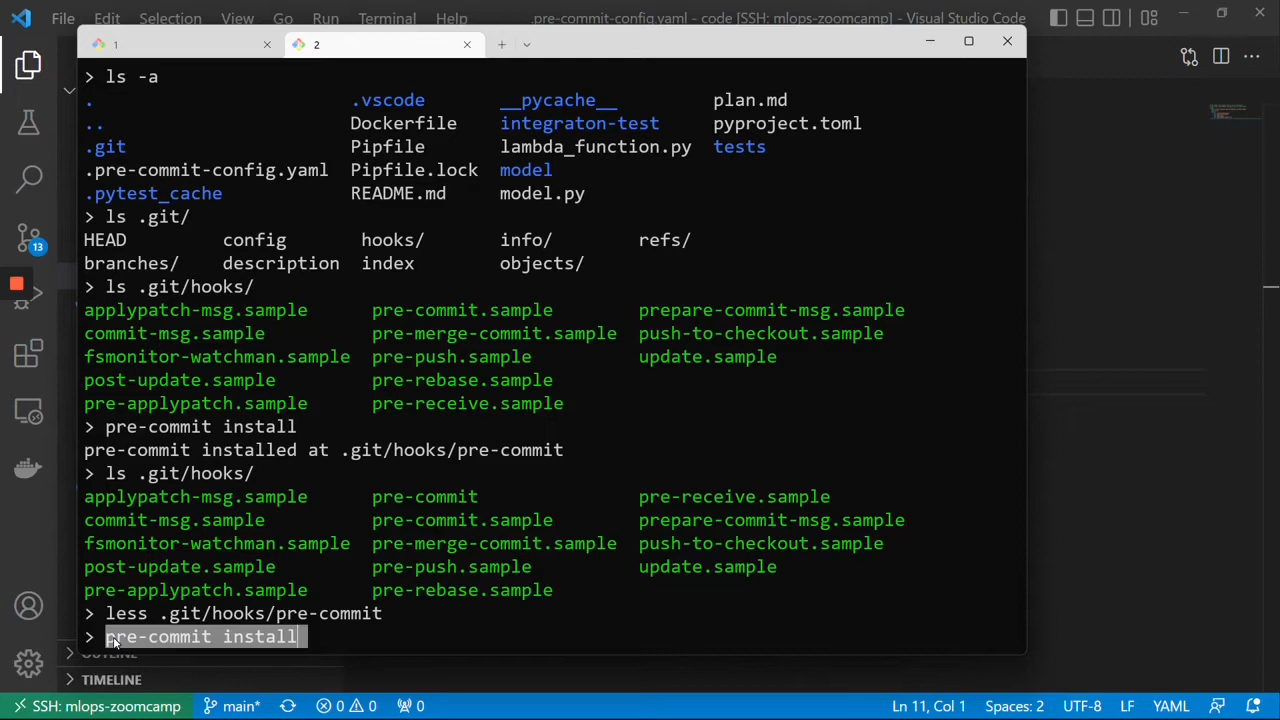 File Edit Selection View Go Run Terminal Help .pre-commit-config.yaml - code [SSH: mlops-zoomcamp] - Visual Studio Code
1 2
> ls -a
. .vscode __pycache__ plan.md
.. Dockerfile integraton-test pyproject.toml
.git Pipfile lambda_function.py tests
.pre-commit-config.yaml Pipfile.lock model
.pytest_cache README.md model.py
> ls .git/
HEAD config hooks/ info/ refs/
branches/ description index objects/
> ls .git/hooks/
applypatch-msg.sample pre-commit.sample prepare-commit-msg.sample
commit-msg.sample pre-merge-commit.sample push-to-checkout.sample
fsmonitor-watchman.sample pre-push.sample update.sample
post-update.sample pre-rebase.sample
pre-applypatch.sample pre-receive.sample
> pre-commit install
pre-commit installed at .git/hooks/pre-commit
> ls .git/hooks/
applypatch-msg.sample pre-commit pre-receive.sample
commit-msg.sample pre-commit.sample prepare-commit-msg.sample
fsmonitor-watchman.sample pre-merge-commit.sample push-to-checkout.sample
post-update.sample pre-push.sample update.sample
pre-applypatch.sample pre-rebase.sample
> less .git/hooks/pre-commit
> pre-commit install
13
OUTLINE
TIMELINE
SSH: mlops-zoomcamp main* 0 0 0 Ln 11, Col 1 Spaces: 2 UTF-8 LF YAML